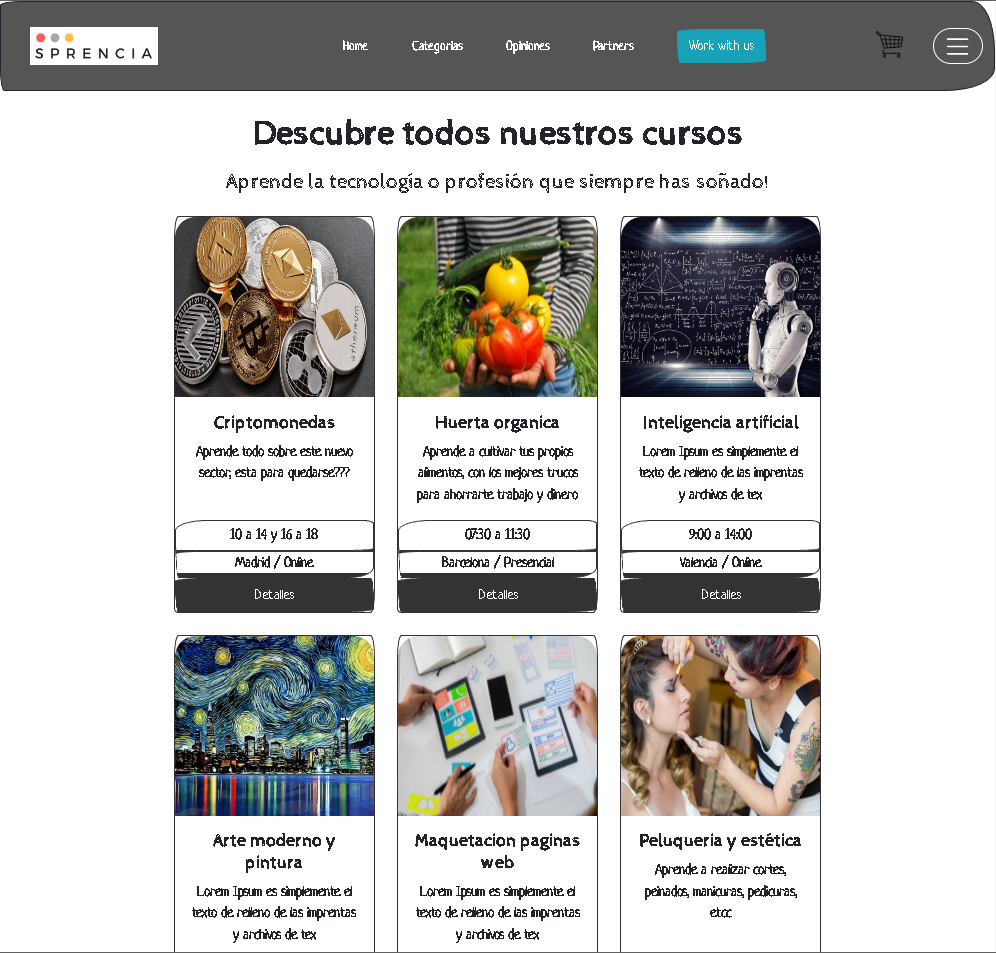 SPRENCIA
Home Categorias Opiniones Partners Work with us
Descubre todos nuestros cursos
Aprende la tecnología o profesión que siempre has soñado!
ethereum
Criptomonedas
Aprende todo sobre este nuevo
sector, esta para quedarse???
10 a 14 y 16 a 18
Madrid / Online
Detalles
Huerta organica
Aprende a cultivar tus propios
alimentos, con los mejores trucos
para ahorrarte trabajo y dinero
07:30 a 11:30
Barcelona / Presencial
Detalles
Inteligencia artificial
Lorem Ipsum es simplemente el
texto de relleno de las imprentas
y archivos de tex
9:00 a 14:00
Valencia / Online
Detalles
Arte moderno y
pintura
Lorem Ipsum es simplemente el
texto de relleno de las imprentas
y archivos de tex
Maquetacion paginas
web
Lorem Ipsum es simplemente el
texto de relleno de las imprentas
y archivos de tex
Peluqueria y estética
Aprende a realizar cortes,
peinados, manicuras, pedicuras,
etcc